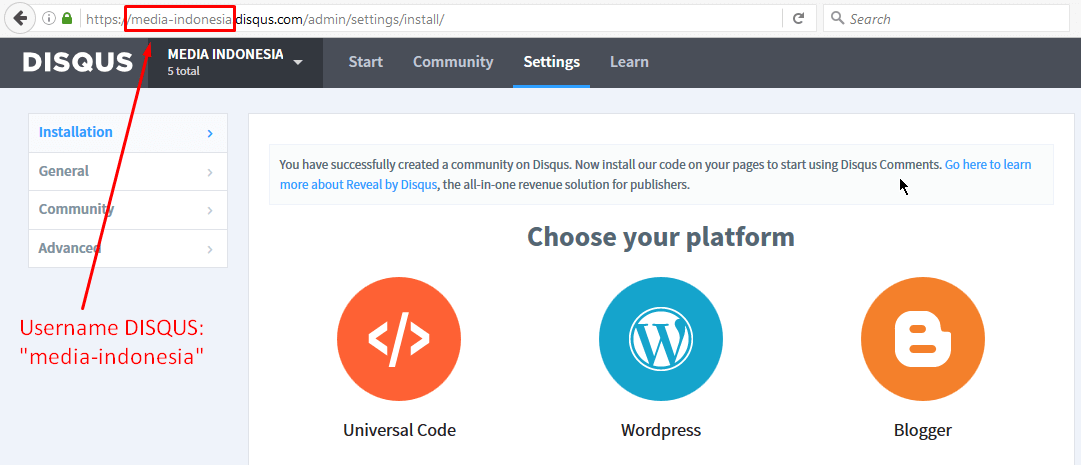 https://media-indonesia.disqus.com/admin/settings/install/
Search
DISQUS
MEDIA INDONESIA
5 total
Start
Community
Settings
Learn
Installation
General
Community
Advanced
You have successfully created a community on Disqus. Now install our code on your pages to start using Disqus Comments. Go here to learn
more about Reveal by Disqus, the all-in-one revenue solution for publishers.
Choose your platform
Username DISQUS:
"media-indonesia"
</>
Universal Code
Wordpress
Blogger